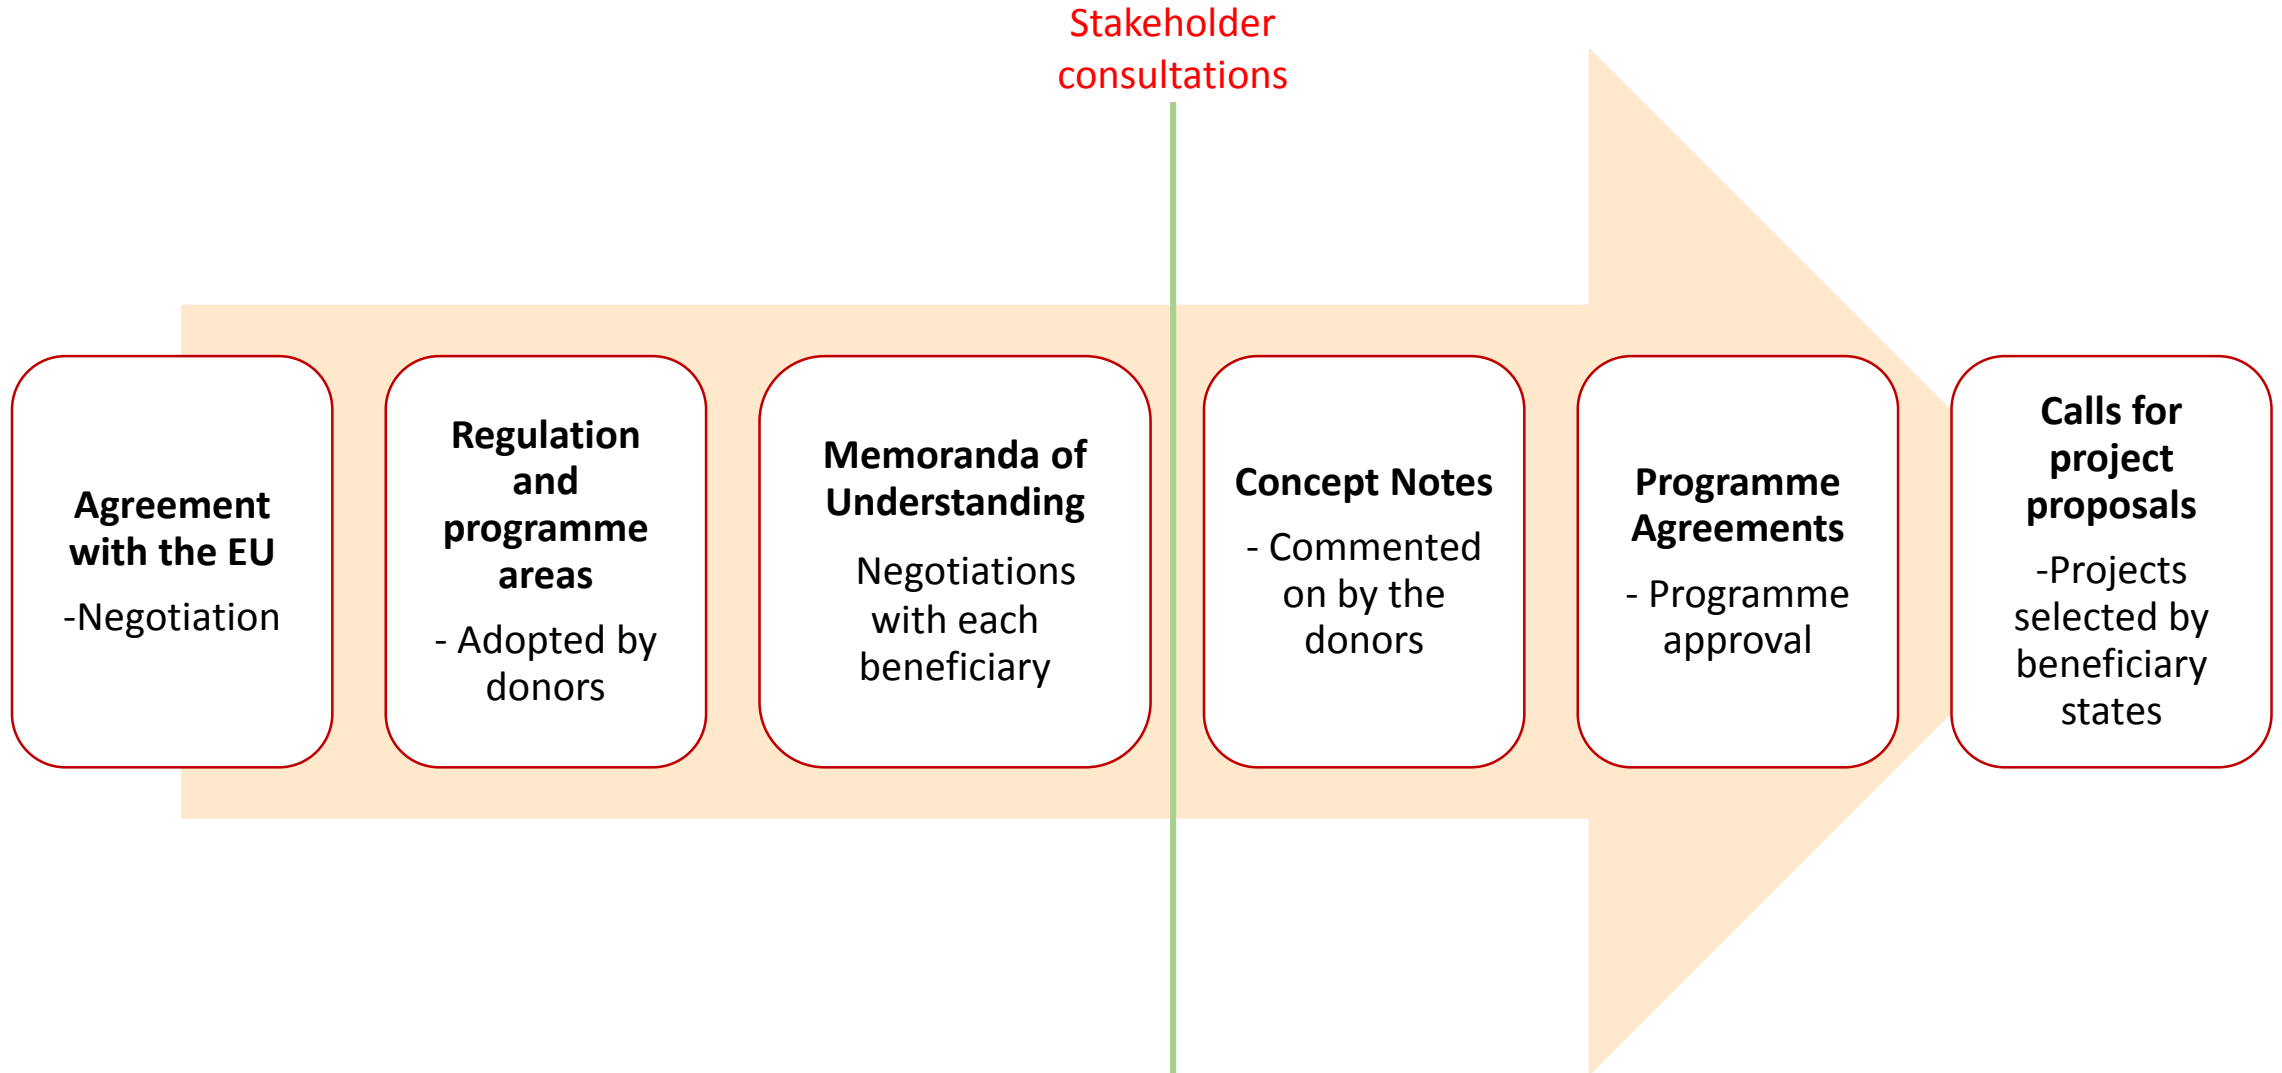 Stakeholder
consultations
Agreement
with the EU
-Negotiation
Regulation
and
programme
areas
- Adopted by
donors
Memoranda of
Understanding
Negotiations
with each
beneficiary
Concept Notes
- Commented
on by the
donors
Programme
Agreements
- Programme
approval
Calls for
project
proposals
-Projects
selected by
beneficiary
states